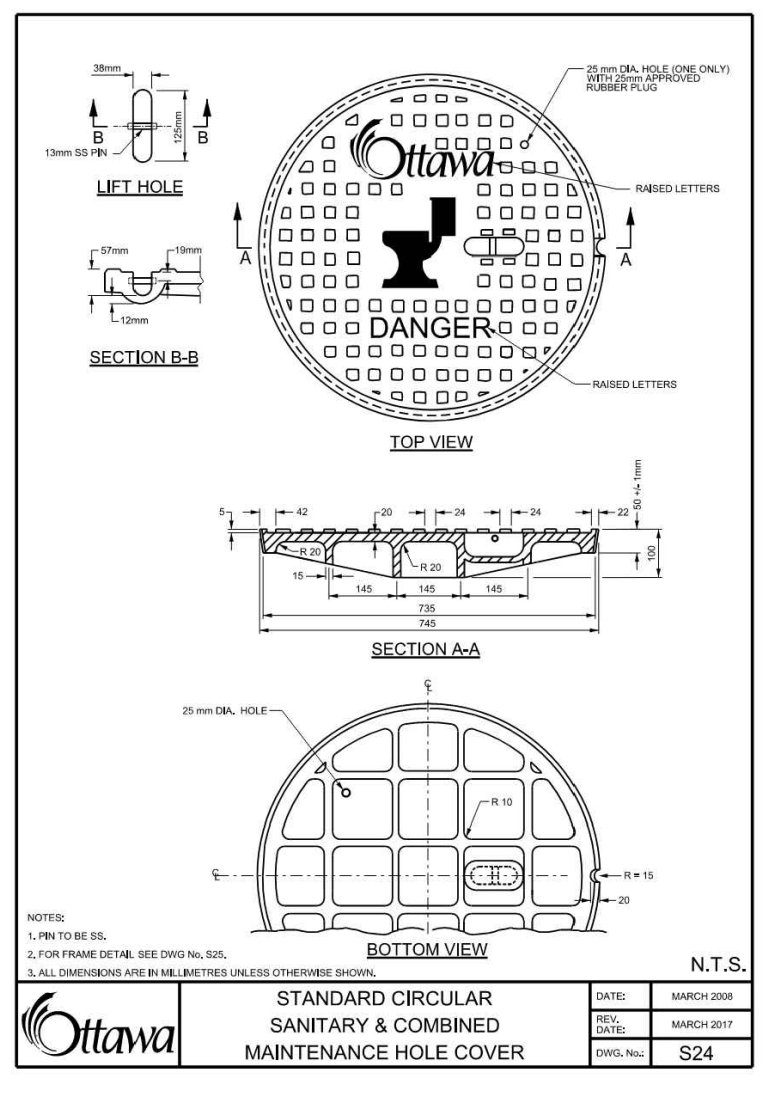 38mm
125mm
B
B
13mm SS PIN
LIFT HOLE
57mm
19mm
12mm
SECTION B-B
25 mm DIA. HOLE (ONE ONLY)
WITH 25mm APPROVED
RUBBER PLUG
Ottawa
RAISED LETTERS
A
A
DANGER
RAISED LETTERS
TOP VIEW
5
42
20
24
24
50 +/- 1mm
22
100
R 20
R 20
15
145
145
145
735
745
SECTION A-A
25 mm DIA. HOLE
R 10
R = 15
20
BOTTOM VIEW
NOTES:
1. PIN TO BE SS.
2. FOR FRAME DETAIL SEE DWG No. S25.
3. ALL DIMENSIONS ARE IN MILLIMETRES UNLESS OTHERWISE SHOWN.
N.T.S.
Ottawa
STANDARD CIRCULAR
SANITARY & COMBINED
MAINTENANCE HOLE COVER
DATE: MARCH 2008
REV.
DATE: MARCH 2017
DWG. No.: S24